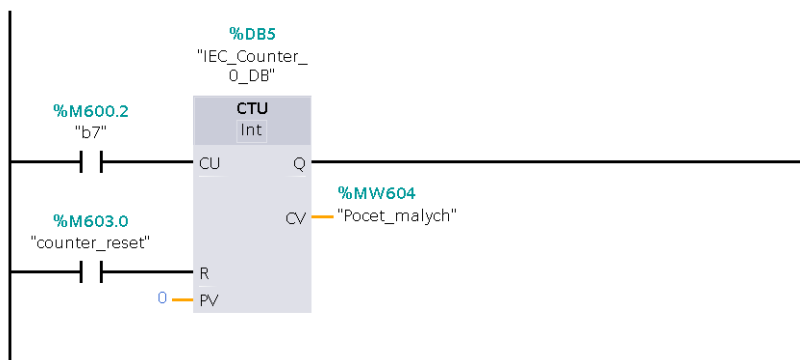 %DB5
"IEC_Counter_
0_DB"
%M600.2
"b7"
CTU
Int
CU
Q
%MW604
CV
"Pocet_malych"
%M603.0
"counter_reset"
R
0
PV